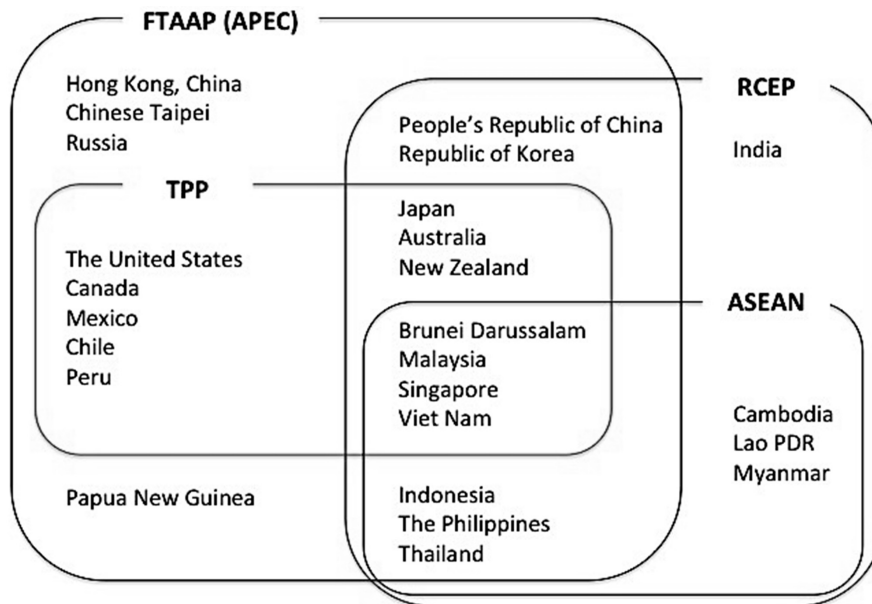 FTAAP (APEC)
Hong Kong, China
Chinese Taipei
Russia
RCEP
People's Republic of China
Republic of Korea
India
TPP
Japan
Australia
New Zealand
The United States
Canada
Mexico
Chile
Peru
ASEAN
Brunei Darussalam
Malaysia
Singapore
Viet Nam
Cambodia
Lao PDR
Myanmar
Papua New Guinea
Indonesia
The Philippines
Thailand